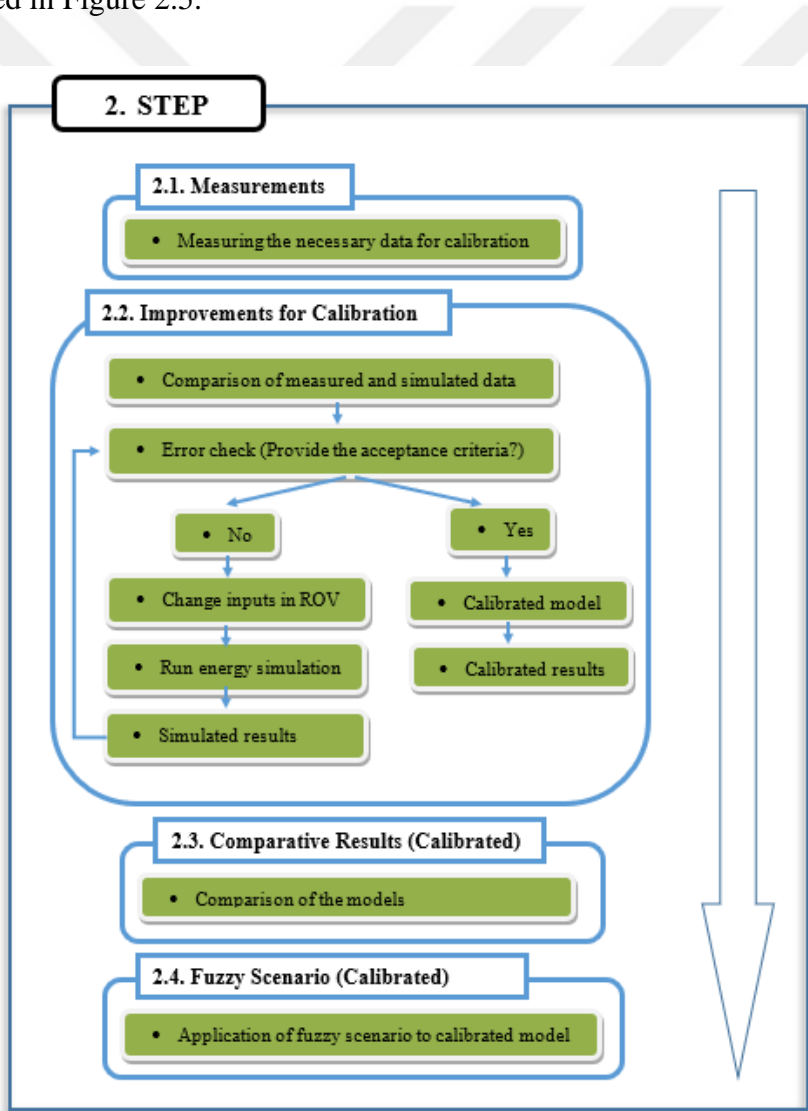 ed in Figure 2.3.
2. STEP
2.1. Measurements
• Measuring the necessary data for calibration
2.2. Improvements for Calibration
• Comparison of measured and simulated data
• Error check (Provide the acceptance criteria?)
• No
• Yes
• Change inputs in ROV
• Calibrated model
• Run energy simulation
• Calibrated results
• Simulated results
2.3. Comparative Results (Calibrated)
• Comparison of the models
2.4. Fuzzy Scenario (Calibrated)
• Application of fuzzy scenario to calibrated model